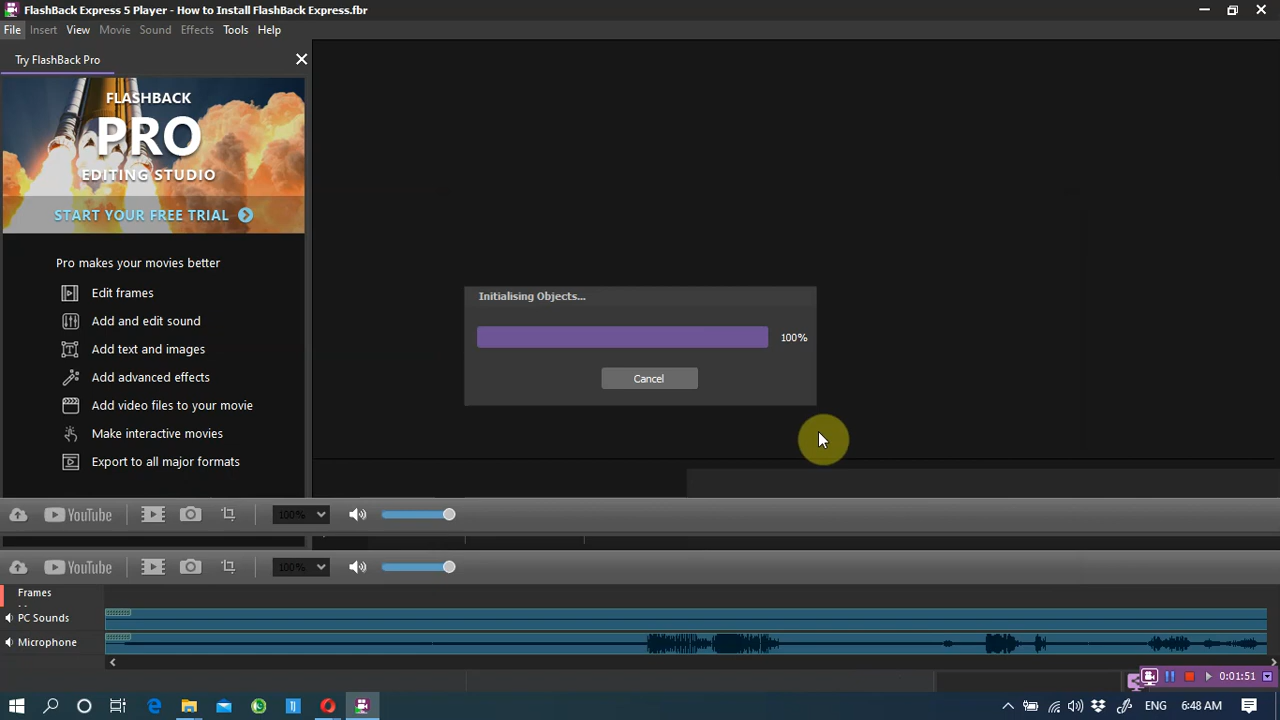 FlashBack Express 5 Player - How to Install FlashBack Express.fbr
File Insert View Movie Sound Effects Tools Help
Try FlashBack Pro
FLASHBACK
PRO
EDITING STUDIO
START YOUR FREE TRIAL
Pro makes your movies better
Edit frames
Add and edit sound
Add text and images
Add advanced effects
Add video files to your movie
Make interactive movies
Export to all major formats
Initialising Objects...
100%
Cancel
YouTube 100%
YouTube 100%
Frames
PC Sounds
Microphone
0:01:51
ENG 6:48 AM